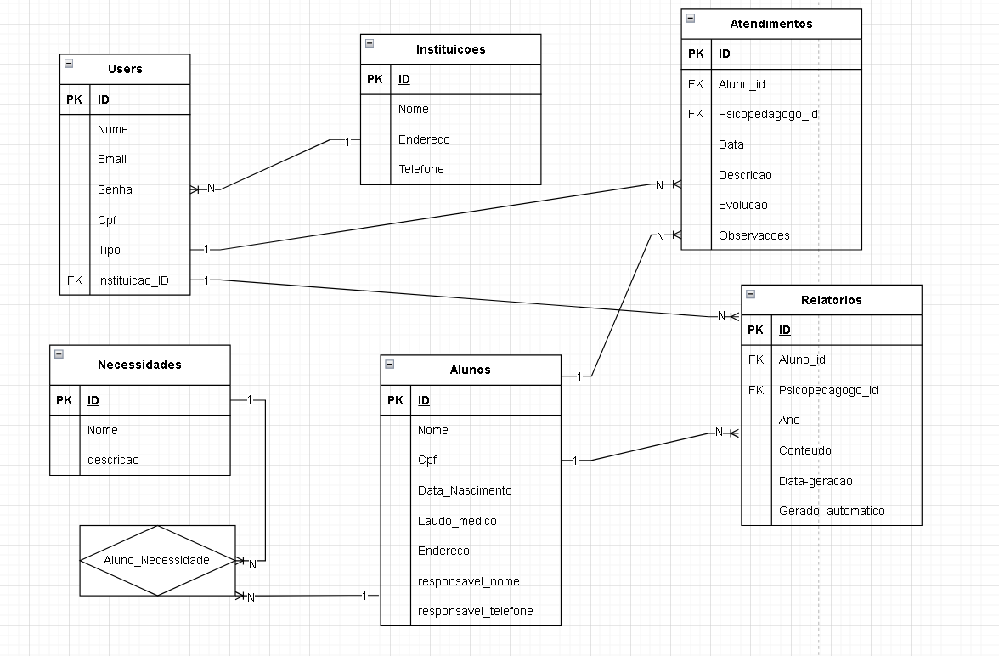 Users
PK ID
Nome
Email
Senha
Cpf
Tipo
FK Instituicao_ID
Instituicoes
PK ID
Nome
Endereco
Telefone
Atendimentos
PK ID
FK Aluno_id
FK Psicopedagogo_id
Data
Descricao
Evolucao
Observacoes
1
N
1
N
1
N
1
N
1
N
Relatorios
PK ID
FK Aluno_id
FK Psicopedagogo_id
Ano
Conteudo
Data-geracao
Gerado_automatico
Necessidades
PK ID
Nome
descricao
Alunos
PK ID
Nome
Cpf
Data_Nascimento
Laudo_medico
Endereco
responsavel_nome
responsavel_telefone
1
N
Aluno_Necessidade
N
1